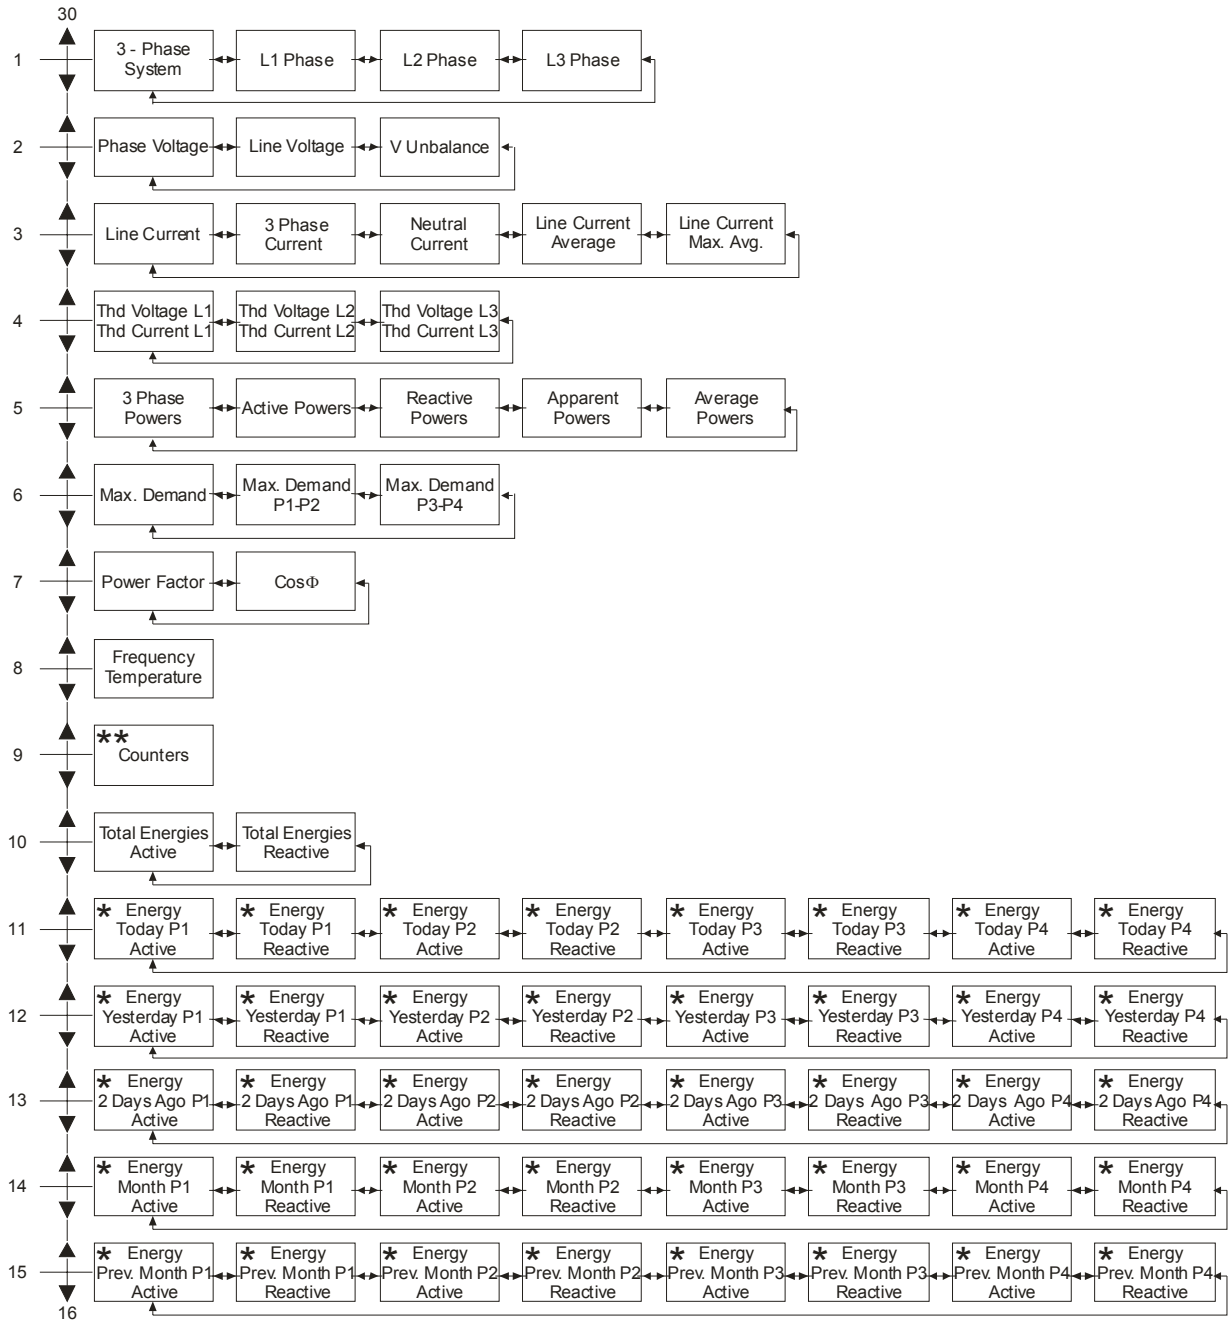 30
1
3 - Phase
System
L1 Phase
L2 Phase
L3 Phase
2
Phase Voltage
Line Voltage
V Unbalance
3
Line Current
3 Phase
Current
Neutral
Current
Line Current
Average
Line Current
Max. Avg.
4
Thd Voltage L1
Thd Current L1
Thd Voltage L2
Thd Current L2
Thd Voltage L3
Thd Current L3
5
3 Phase
Powers
Active Powers
Reactive
Powers
Apparent
Powers
Average
Powers
6
Max. Demand
Max. Demand
P1-P2
Max. Demand
P3-P4
7
Power Factor
CosΦ
8
Frequency
Temperature
9
**
Counters
10
Total Energies
Active
Total Energies
Reactive
11
* Energy
Today P1
Active
* Energy
Today P1
Reactive
* Energy
Today P2
Active
* Energy
Today P2
Reactive
* Energy
Today P3
Active
* Energy
Today P3
Reactive
* Energy
Today P4
Active
* Energy
Today P4
Reactive
12
* Energy
Yesterday P1
Active
* Energy
Yesterday P1
Reactive
* Energy
Yesterday P2
Active
* Energy
Yesterday P2
Reactive
* Energy
Yesterday P3
Active
* Energy
Yesterday P3
Reactive
* Energy
Yesterday P4
Active
* Energy
Yesterday P4
Reactive
13
* Energy
2 Days Ago P1
Active
* Energy
2 Days Ago P1
Reactive
* Energy
2 Days Ago P2
Active
* Energy
2 Days Ago P2
Reactive
* Energy
2 Days Ago P3
Active
* Energy
2 Days Ago P3
Reactive
* Energy
2 Days Ago P4
Active
* Energy
2 Days Ago P4
Reactive
14
* Energy
Month P1
Active
* Energy
Month P1
Reactive
* Energy
Month P2
Active
* Energy
Month P2
Reactive
* Energy
Month P3
Active
* Energy
Month P3
Reactive
* Energy
Month P4
Active
* Energy
Month P4
Reactive
15
* Energy
Prev. Month P1
Active
* Energy
Prev. Month P1
Reactive
* Energy
Prev. Month P2
Active
* Energy
Prev. Month P2
Reactive
* Energy
Prev. Month P3
Active
* Energy
Prev. Month P3
Reactive
* Energy
Prev. Month P4
Active
* Energy
Prev. Month P4
Reactive
16